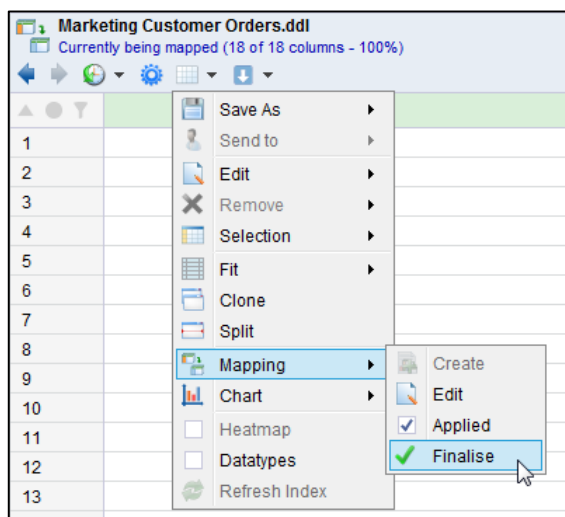 Marketing Customer Orders.ddl
Currently being mapped (18 of 18 columns - 100%)
1
2
3
4
5
6
7
8
9
10
11
12
13
Save As
Send to
Edit
Remove
Selection
Fit
Clone
Split
Mapping
Chart
Heatmap
Datatypes
Refresh Index
Create
Edit
Applied
Finalise